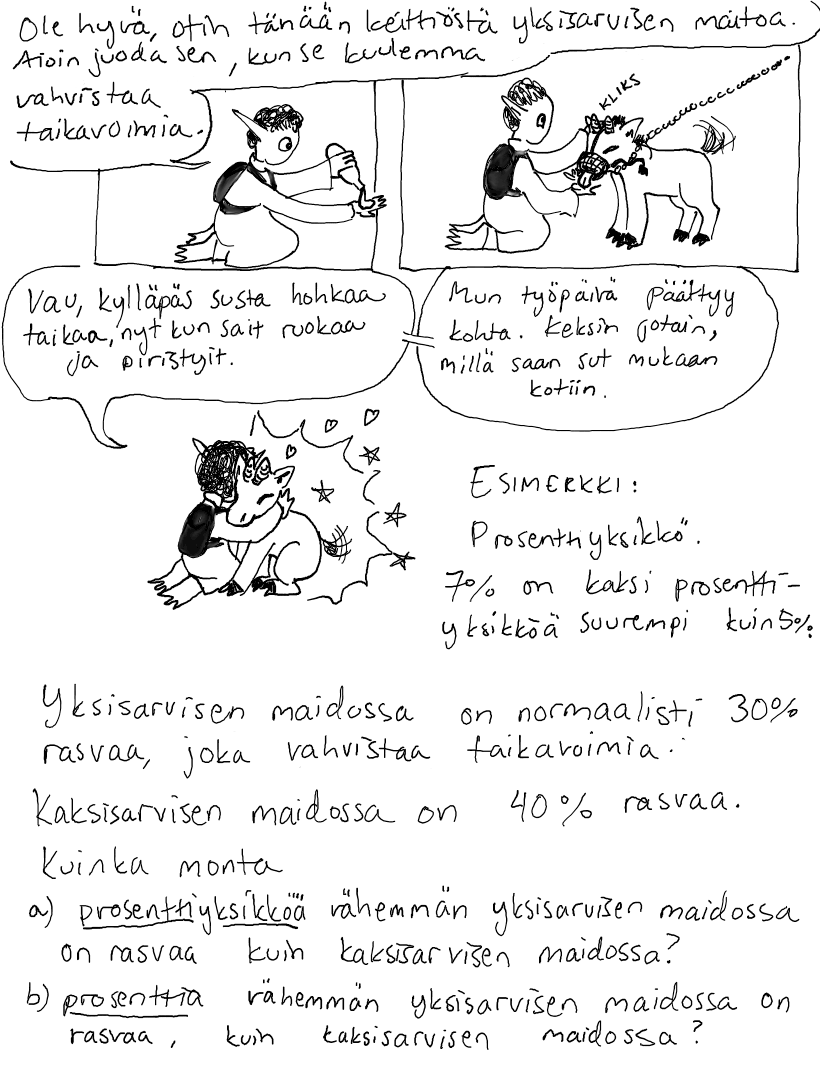 Ole hyvä, otin tänään keittiöstä yksisarvisen maitoa.
Aioin juoda sen, kun se kuulemma
vahvistaa
taikavoimia.
KLIKS
Vau, kylläpäs susta hohkaa
taikaa, nyt kun sait ruokaa
ja piristyit.
Mun työpäivä päättyy
kohta. Keksin jotain,
millä saan sut mukaan
kotiin.
ESIMERKKI:
Prosenttiyksikkö.
7% on kaksi prosentti-
yksikköä suurempi kuin 5%.
Yksisarvisen maidossa on normaalisti 30%
rasvaa, joka vahvistaa taikavoimia.
Kaksisarvisen maidossa on 40% rasvaa.
Kuinka monta
a) prosenttiyksikköä vähemmän yksisarvisen maidossa
on rasvaa kuin kaksisarvisen maidossa?
b) prosenttia vähemmän yksisarvisen maidossa on
rasvaa, kuin kaksisarvisen maidossa?